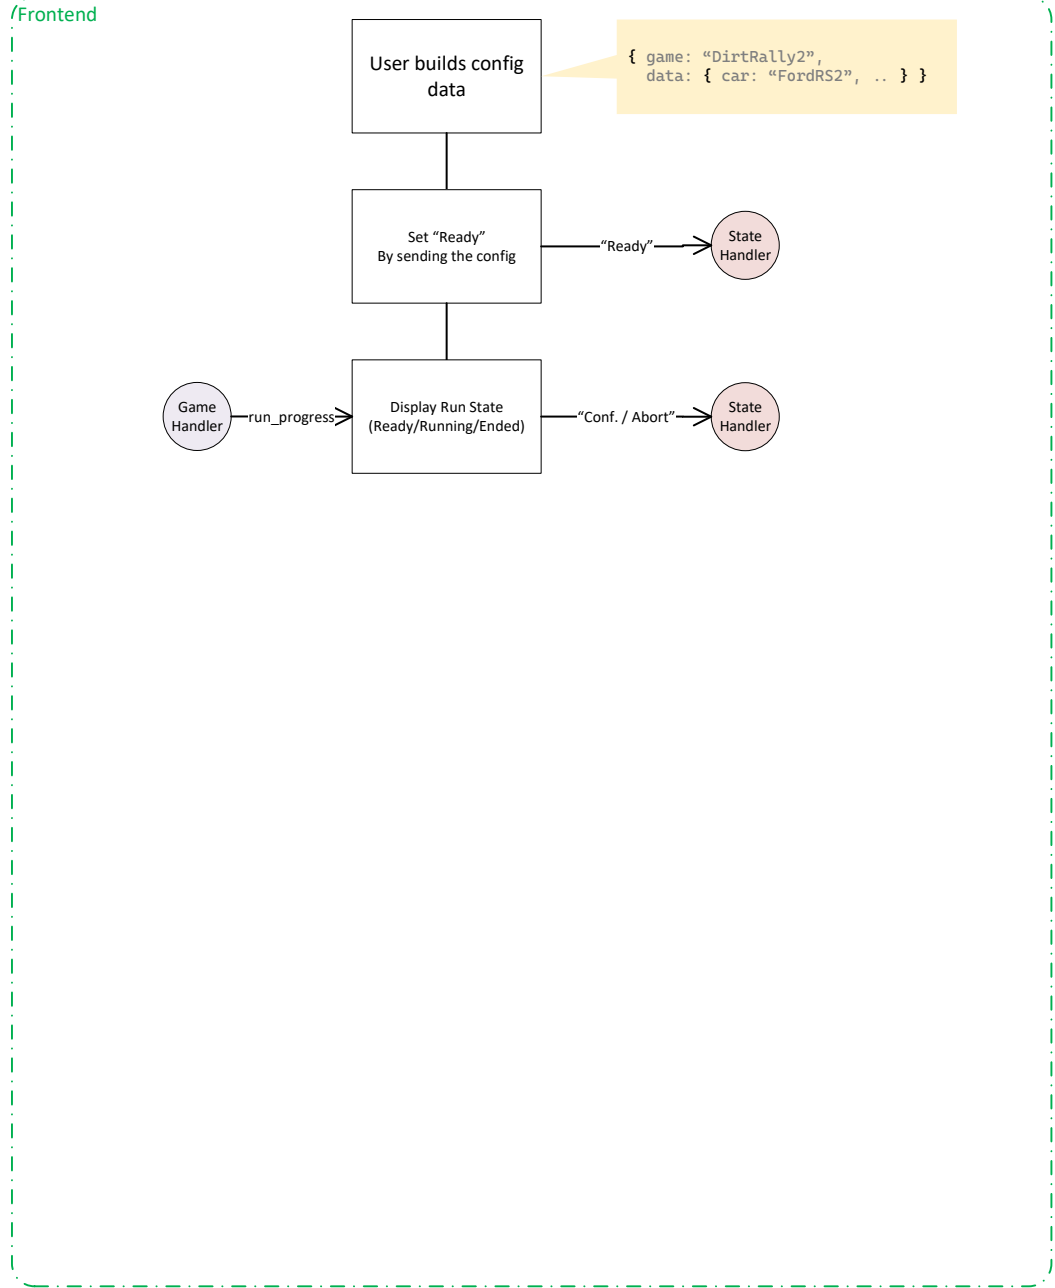 Frontend
User builds config
data
{ game: “DirtRally2”,
data: { car: “FordRS2”, .. } }
Set “Ready”
By sending the config
“Ready”
State
Handler
Game
Handler
run_progress
Display Run State
(Ready/Running/Ended)
“Conf. / Abort”
State
Handler